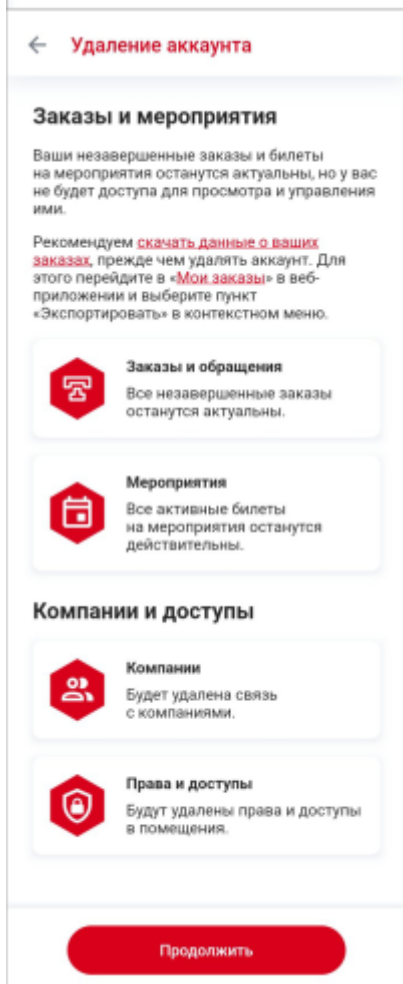 Удаление аккаунта
Заказы и мероприятия
Ваши незавершенные заказы и билеты
на мероприятия останутся актуальны, но у вас
не будет доступа для просмотра и управления
ими.
Рекомендуем скачать данные о ваших
заказах, прежде чем удалять аккаунт. Для
этого перейдите в «Мои заказы» в веб-
приложении и выберите пункт
«Экспортировать» в контекстном меню.
Заказы и обращения
Все незавершенные заказы
останутся актуальны.
Мероприятия
Все активные билеты
на мероприятия останутся
действительны.
Компании и доступы
Компании
Будет удалена связь
с компаниями.
Права и доступы
Будут удалены права и доступы
в помещения.
Продолжить